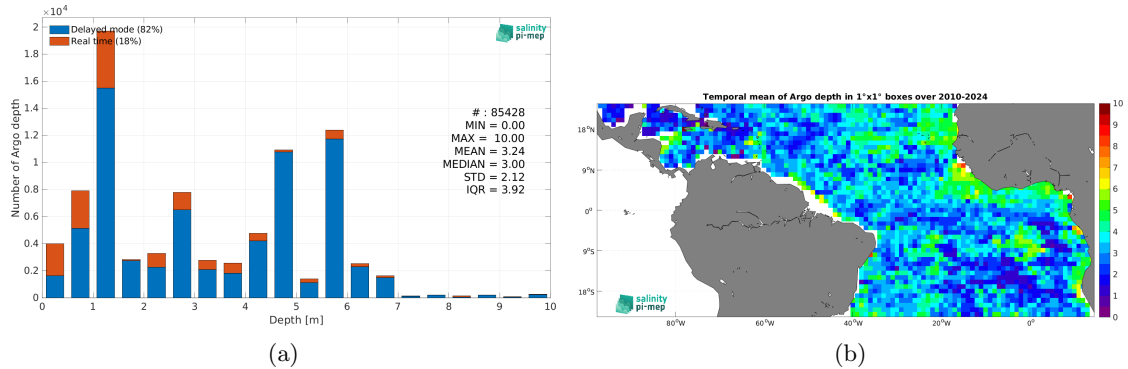 ×10⁴
Delayed mode (82%)
Real time (18%)
salinity
pi-mep
# : 85428
MIN = 0.00
MAX = 10.00
MEAN = 3.24
MEDIAN = 3.00
STD = 2.12
IQR = 3.92
Number of Argo depth
2
1.8
1.6
1.4
1.2
1
0.8
0.6
0.4
0.2
0
0 1 2 3 4 5 6 7 8 9 10
Depth [m]
(a)
Temporal mean of Argo depth in 1°x1° boxes over 2010-2024
18°N
9°N
0°
9°S
18°S
80°W 60°W 40°W 20°W 0°
10
9
8
7
6
5
4
3
2
1
0
salinity
pi-mep
(b)